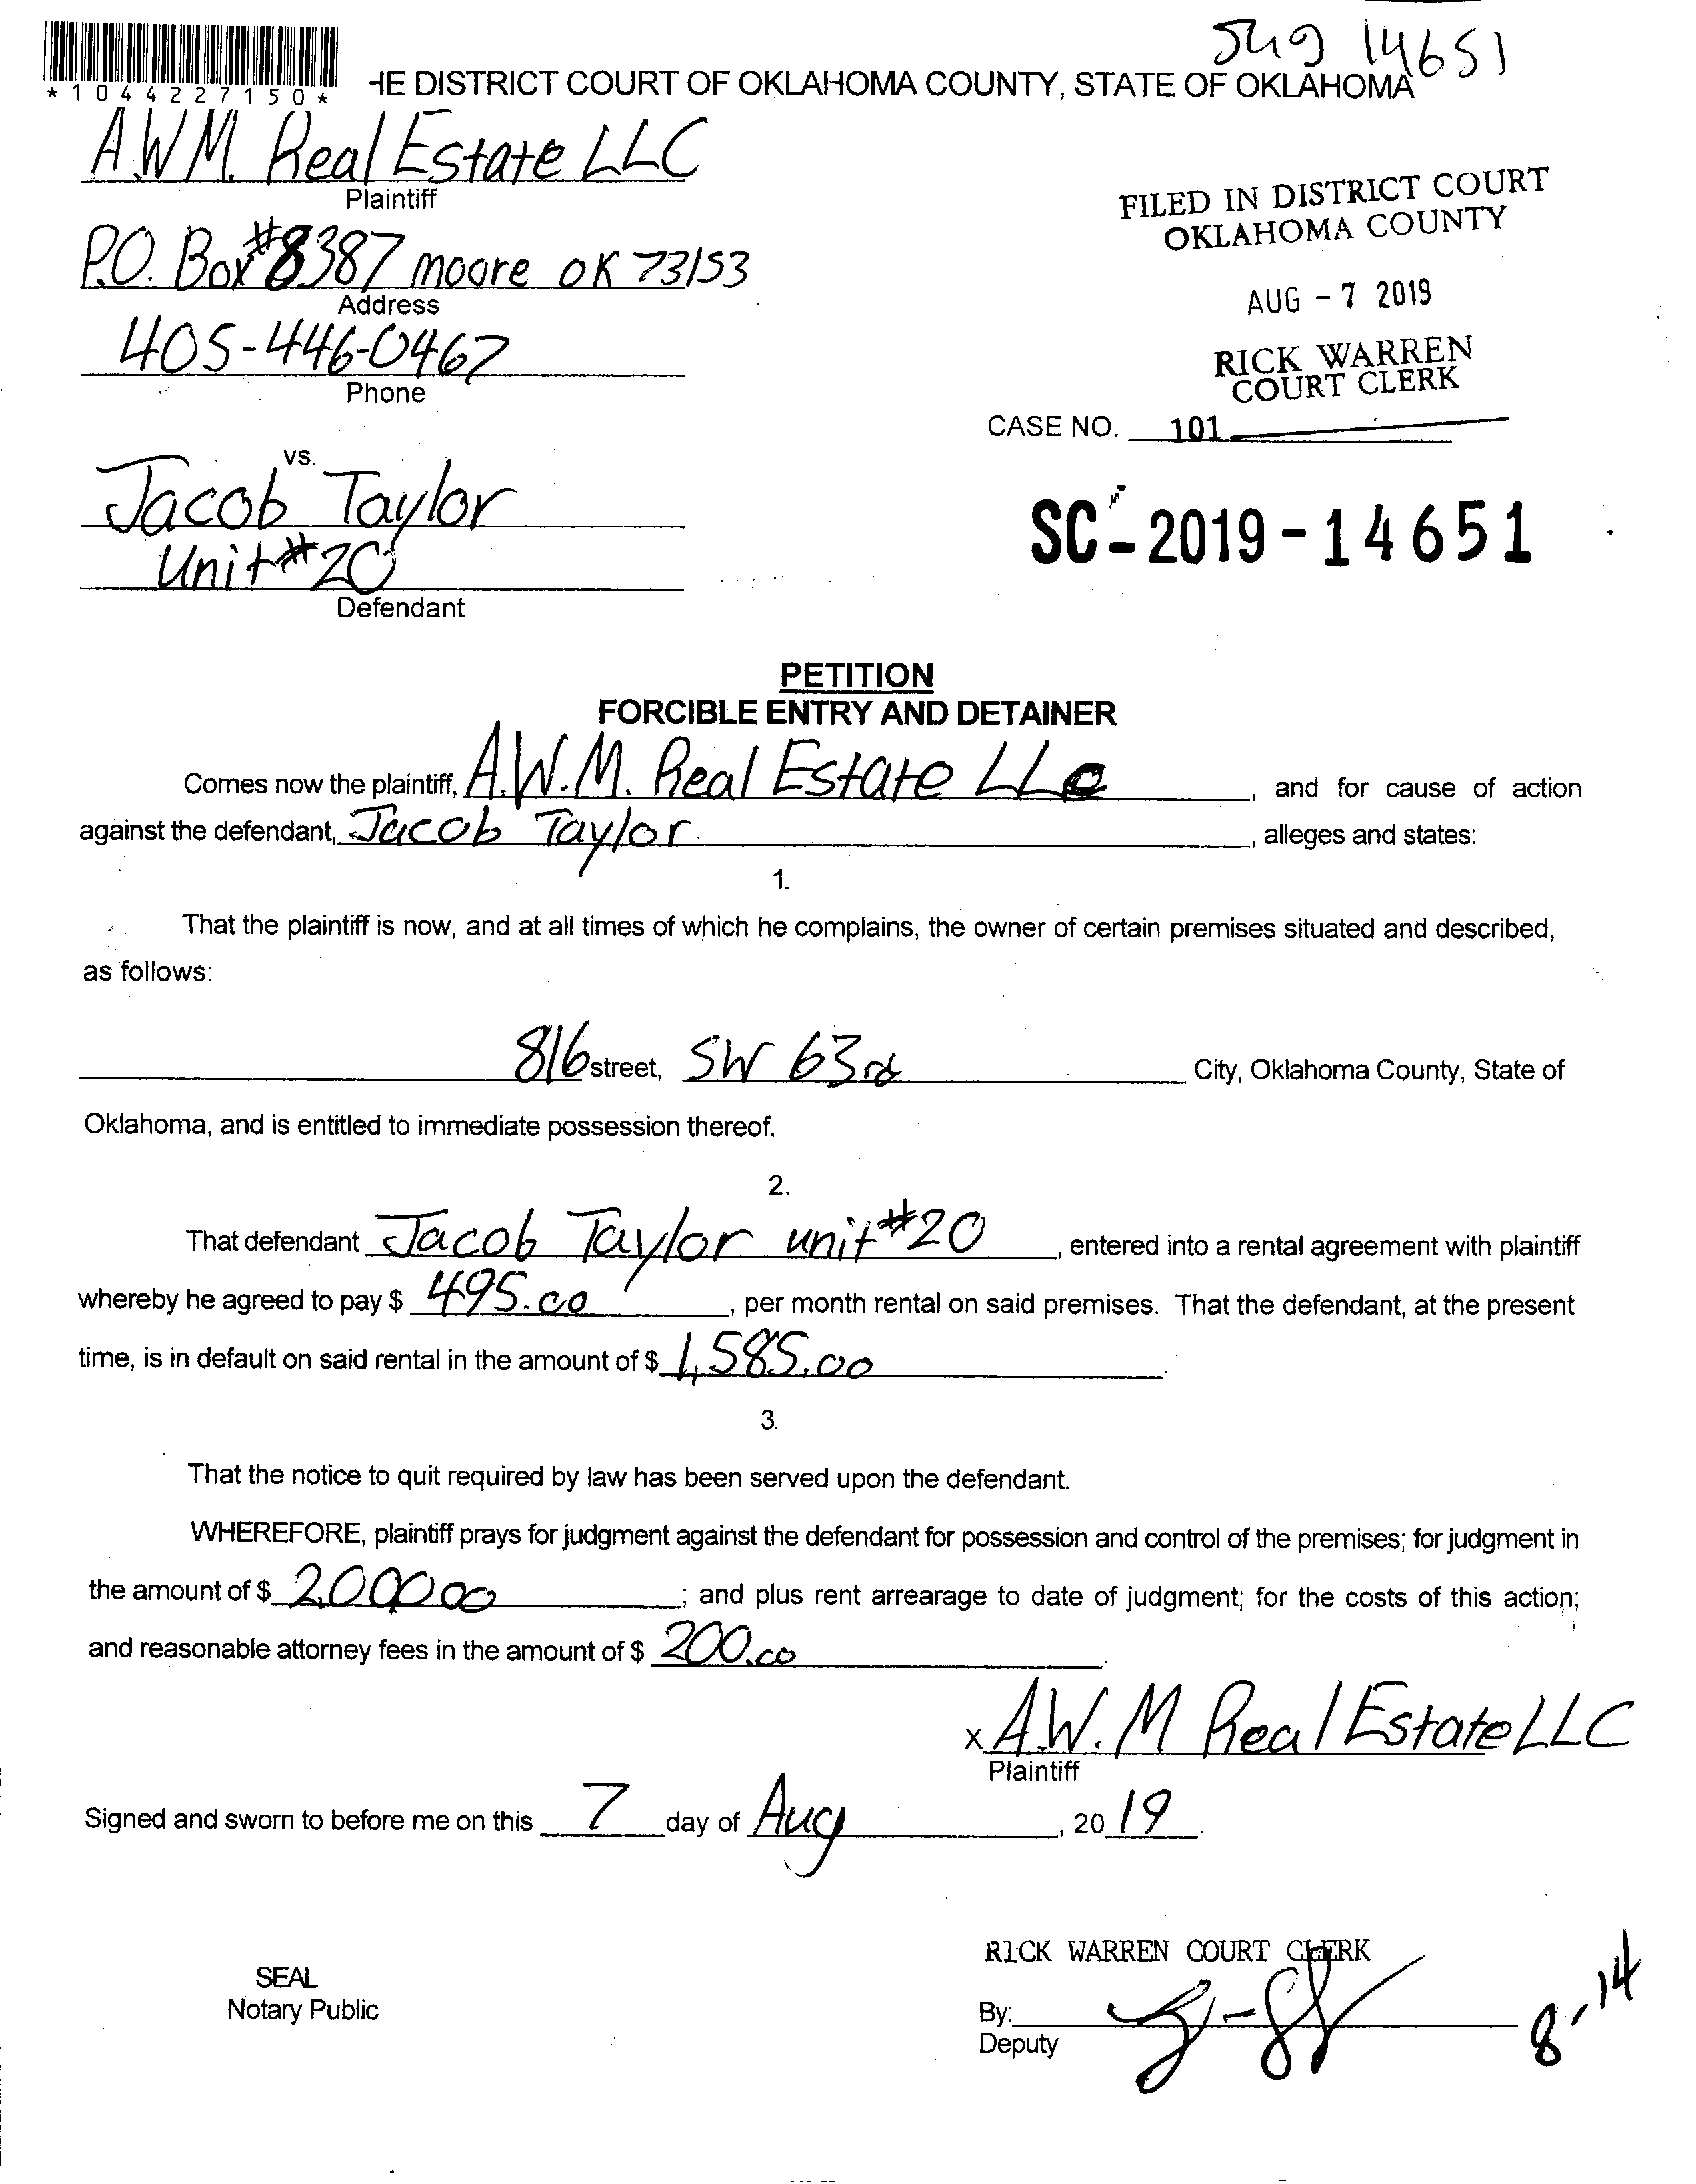 14651
*1044227150*
HE DISTRICT COURT OF OKLAHOMA COUNTY, STATE OF OKLAHOMA
A.W.M. Real Estate LLC
Plaintiff
P.O. Box #8387 Moore OK 73153
Address
405-446-0467
Phone
FILED IN DISTRICT COURT
OKLAHOMA COUNTY
AUG - 7 2019
RICK WARREN
COURT CLERK
CASE NO. 101
vs.
Jacob Taylor
Unit #20
Defendant
SC-2019-14651
PETITION
FORCIBLE ENTRY AND DETAINER
Comes now the plaintiff, A.W.M. Real Estate LLC, and for cause of action
against the defendant, Jacob Taylor, alleges and states:
1.
That the plaintiff is now, and at all times of which he complains, the owner of certain premises situated and described,
as follows:
816 street, SW 63rd City, Oklahoma County, State of
Oklahoma, and is entitled to immediate possession thereof.
2.
That defendant Jacob Taylor unit #20, entered into a rental agreement with plaintiff
whereby he agreed to pay $ 495.00, per month rental on said premises. That the defendant, at the present
time, is in default on said rental in the amount of $ 1,585.00.
3.
That the notice to quit required by law has been served upon the defendant.
WHEREFORE, plaintiff prays for judgment against the defendant for possession and control of the premises; for judgment in
the amount of $ 2,000.00; and plus rent arrearage to date of judgment; for the costs of this action;
and reasonable attorney fees in the amount of $ 200.00.
x A.W.M Real Estate LLC
Plaintiff
Signed and sworn to before me on this 7 day of Aug, 20 19.
SEAL
Notary Public
RICK WARREN COURT CLERK
By:
Deputy
8-14